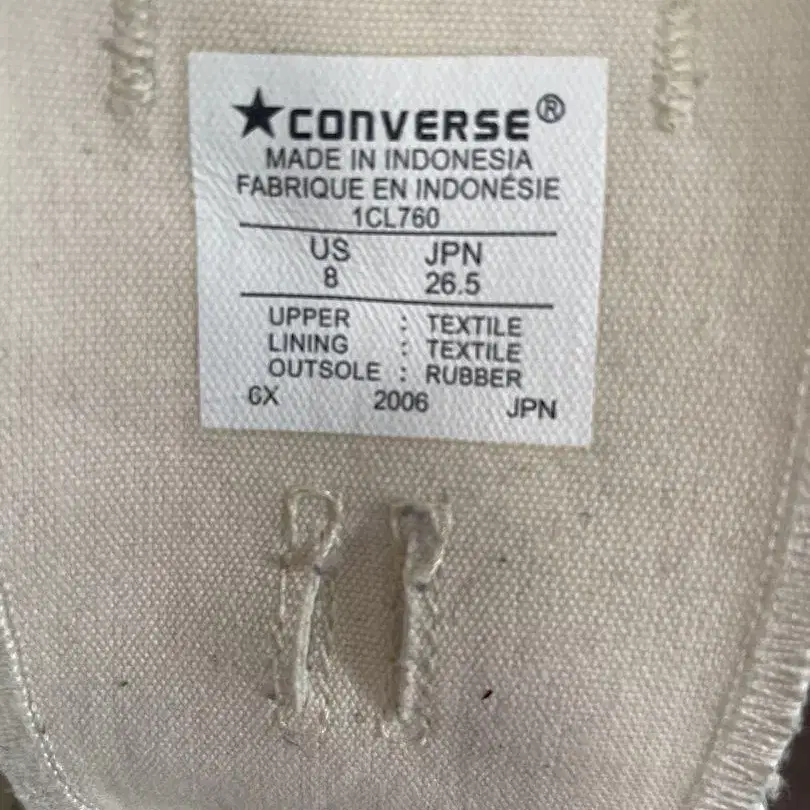 ★CONVERSE®
MADE IN INDONESIA
FABRIQUE EN INDONÉSIE
1CL760
US JPN
8 26.5
UPPER : TEXTILE
LINING : TEXTILE
OUTSOLE : RUBBER
GX 2006 JPN